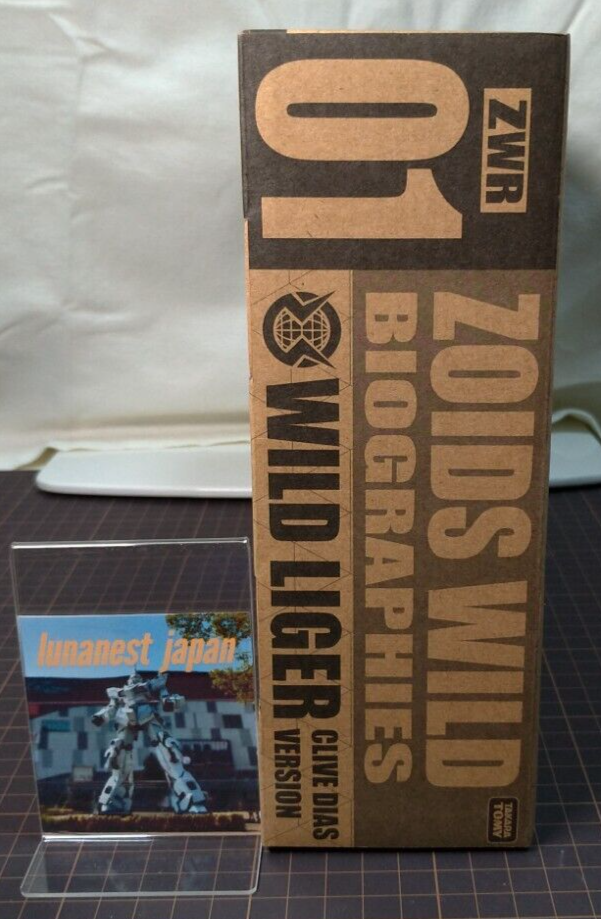 ZWR
01
ZOIDS WILD
BIOGRAPHIES
WILD LIGER
CLIVE DIAS
VERSION
TAKARA
TOMY
lunanest japan